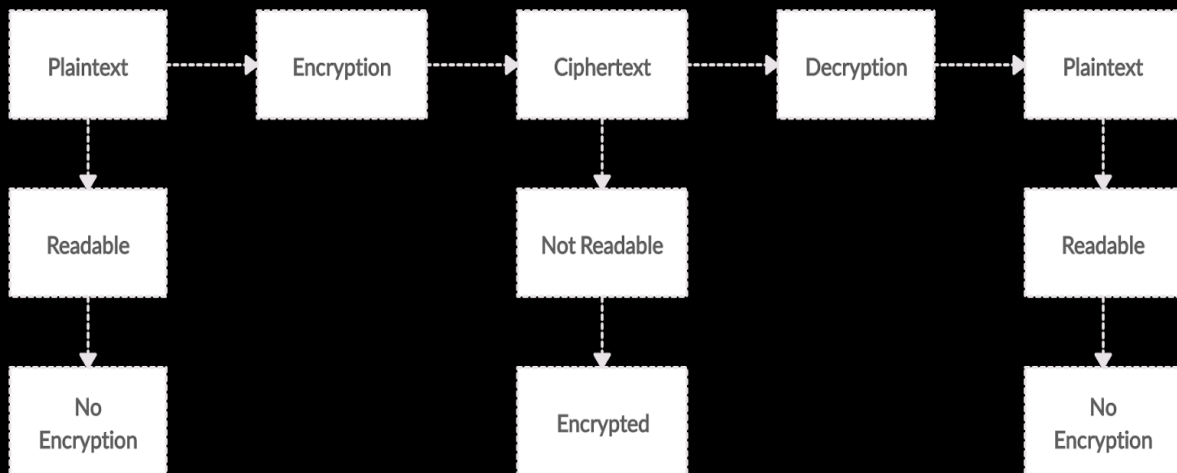 Plaintext
Encryption
Ciphertext
Decryption
Plaintext
Readable
Not Readable
Readable
No
Encryption
Encrypted
No
Encryption